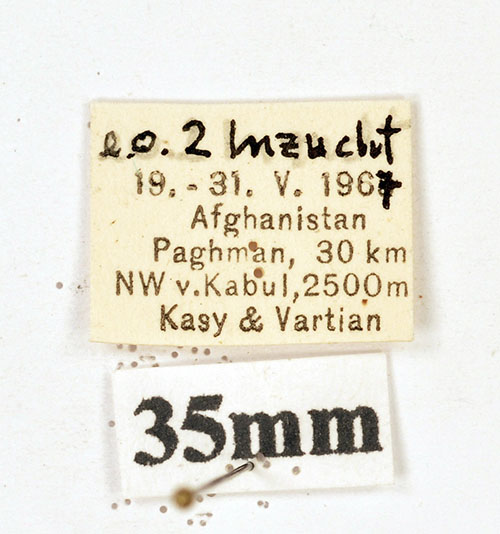 e.o. 2 Inzucht
19. - 31. V. 1967
Afghanistan
Paghman, 30 km
NW v. Kabul, 2500m
Kasy & Vartian
35mm